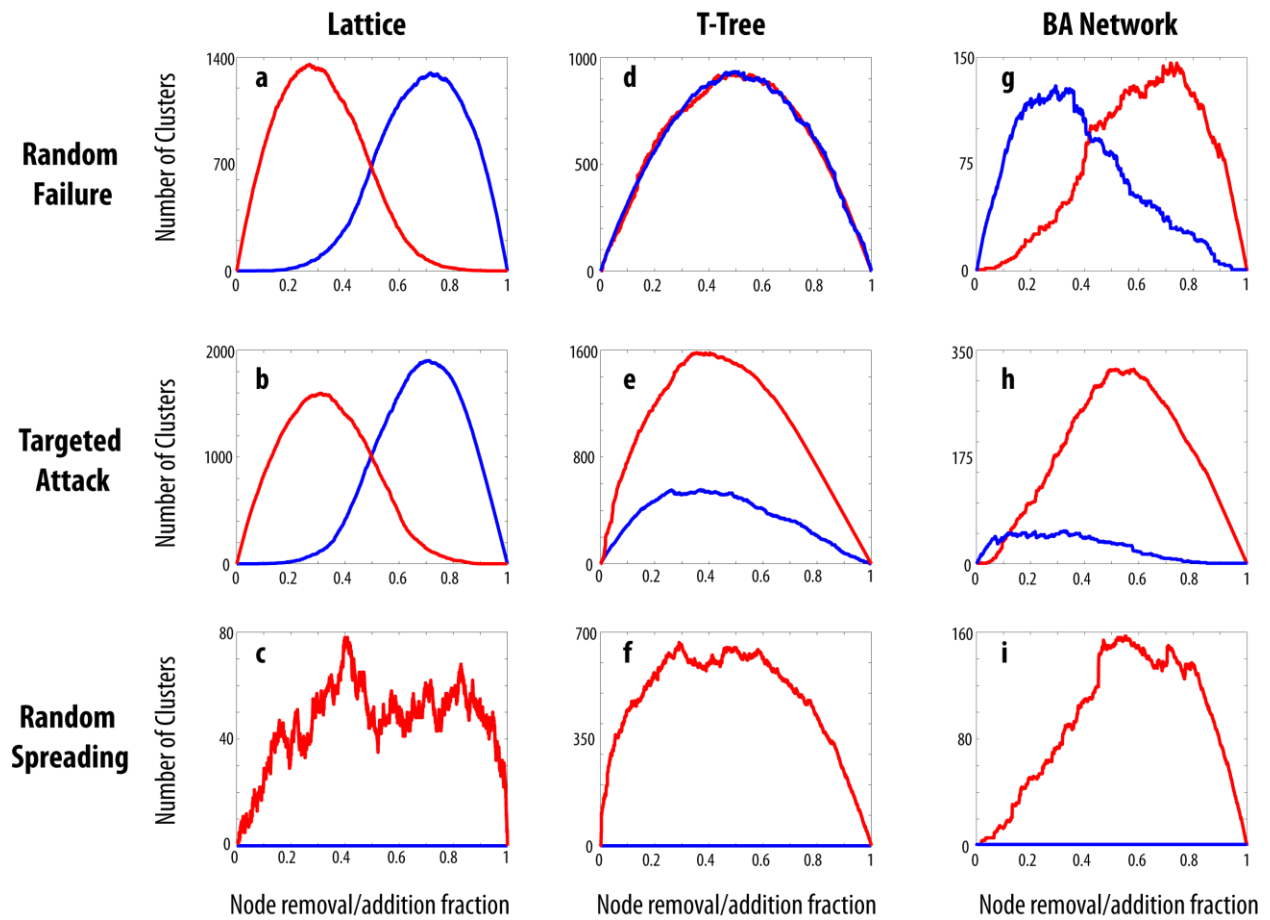 Lattice
T-Tree
BA Network
Random
Failure
Number of Clusters
1400
700
0
a
0 0.2 0.4 0.6 0.8 1
1000
500
0
d
0 0.2 0.4 0.6 0.8 1
150
75
0
g
0 0.2 0.4 0.6 0.8 1
Targeted
Attack
Number of Clusters
2000
1000
0
b
0 0.2 0.4 0.6 0.8 1
1600
800
0
e
0 0.2 0.4 0.6 0.8 1
350
175
0
h
0 0.2 0.4 0.6 0.8 1
Random
Spreading
Number of Clusters
80
40
0
c
0 0.2 0.4 0.6 0.8 1
700
350
0
f
0 0.2 0.4 0.6 0.8 1
160
80
0
i
0 0.2 0.4 0.6 0.8 1
Node removal/addition fraction
Node removal/addition fraction
Node removal/addition fraction